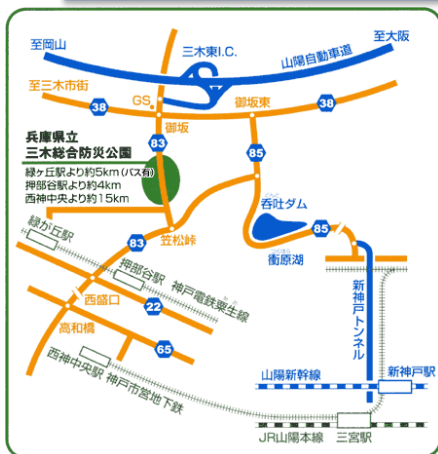 至岡山
至大阪
三木東I.C.
山陽自動車道
至三木市街
38
GS
御坂
御坂東
38
83
85
兵庫県立
三木総合防災公園
緑ヶ丘駅より約5km(バス有)
押部谷駅より約4km
西神中央より約15km
呑吐ダム
85
笠松峠
衝原湖
緑が丘駅
83
押部谷駅
神戸電鉄粟生線
西盛口
22
新神戸トンネル
高和橋
65
西神中央駅
神戸市営地下鉄
山陽新幹線
新神戸駅
JR山陽本線
三宮駅